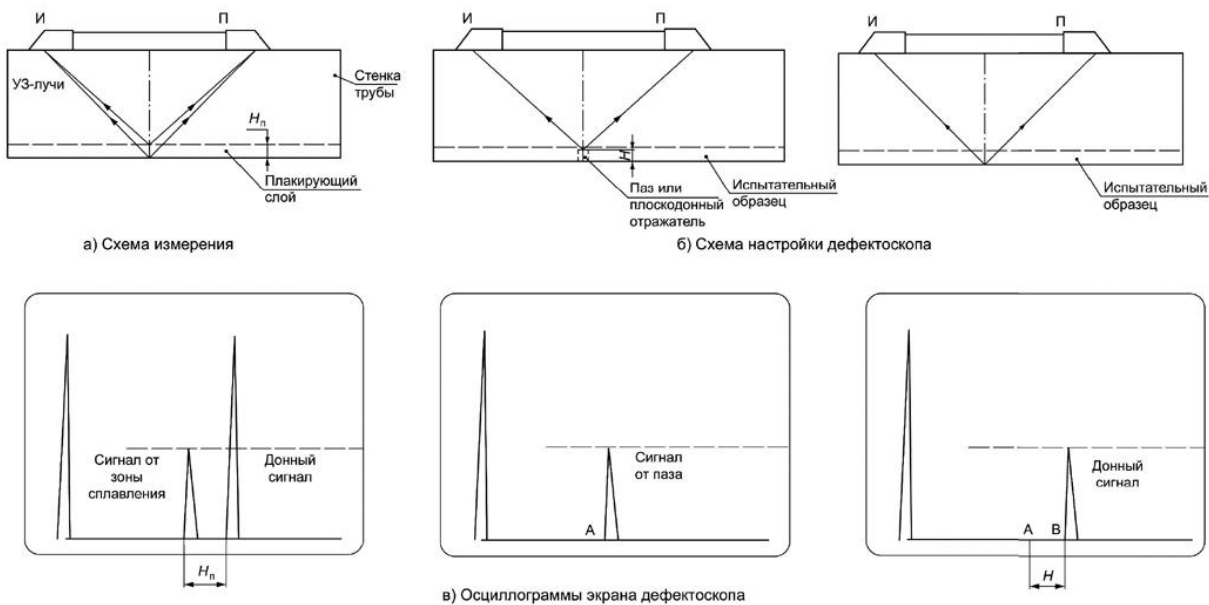 И П
УЗ-лучи
Стенка
трубы
Hп
Плакирующий
слой
а) Схема измерения
И П
H
Паз или
плоскодонный
отражатель
Испытательный
образец
И П
Испытательный
образец
б) Схема настройки дефектоскопа
Сигнал от
зоны
сплавления
Донный
сигнал
Hп
Сигнал
от паза
А
Донный
сигнал
А В
H
в) Осциллограммы экрана дефектоскопа